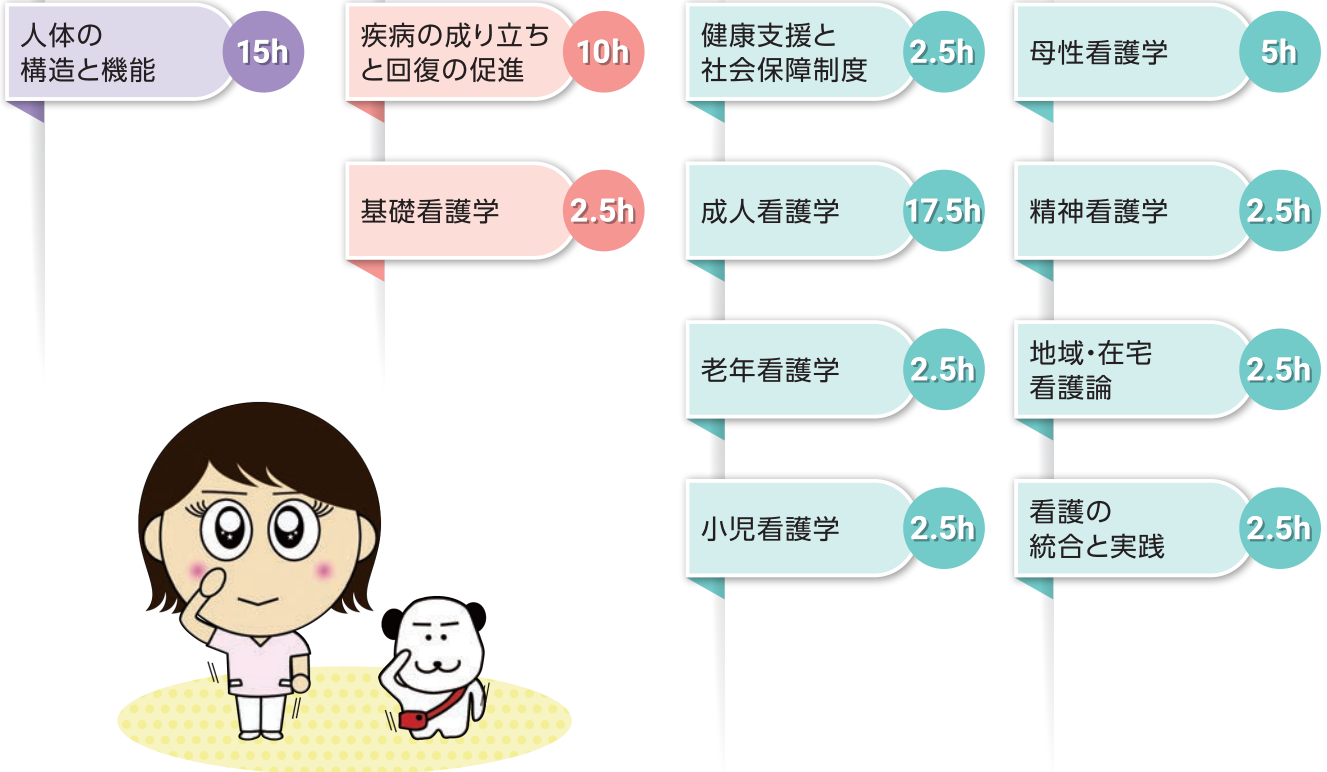 人体の
構造と機能
15h
疾病の成り立ち
と回復の促進
10h
基礎看護学
2.5h
健康支援と
社会保障制度
2.5h
成人看護学
17.5h
老年看護学
2.5h
小児看護学
2.5h
母性看護学
5h
精神看護学
2.5h
地域・在宅
看護論
2.5h
看護の
統合と実践
2.5h